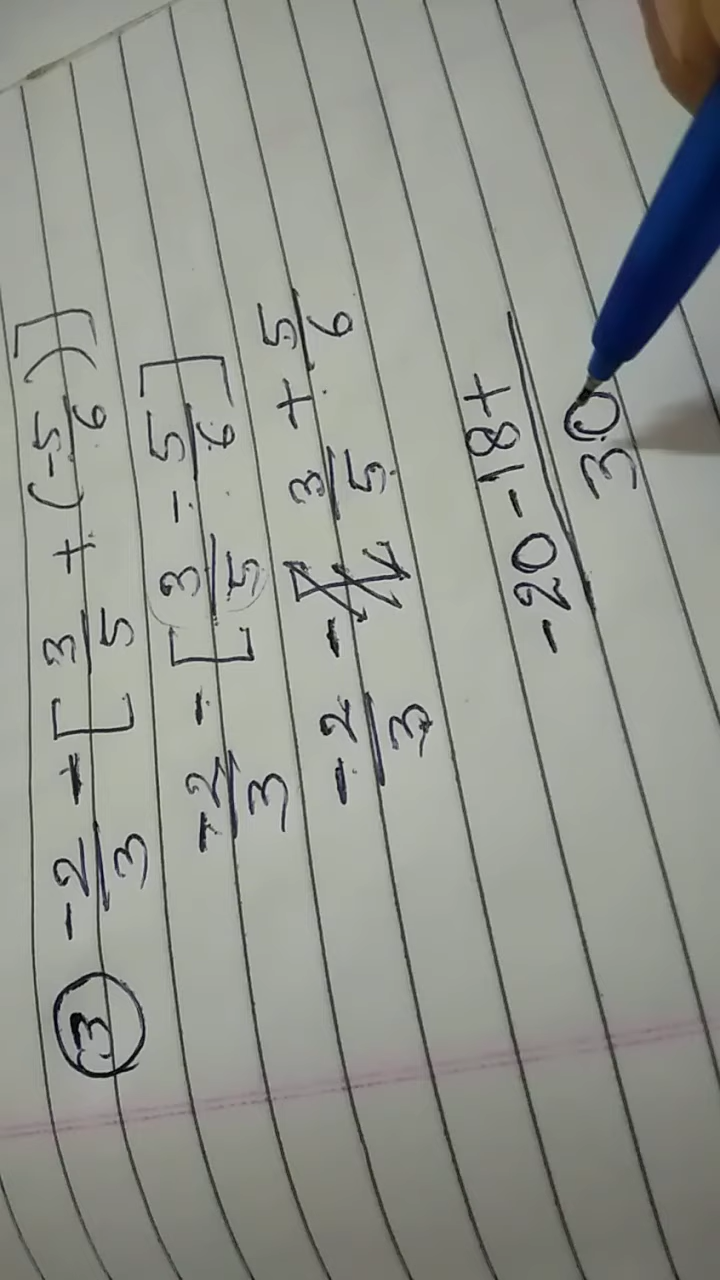 (3) -2/3 - [3/5 + (-5/6)]
-2/3 - [3/5 - 5/6]
-2/3 - 3/5 + 5/6
-20-18+/30